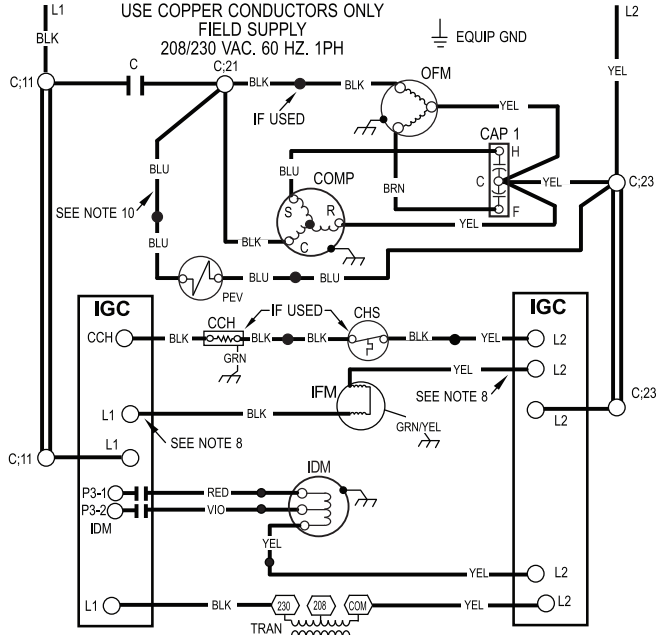 L1
USE COPPER CONDUCTORS ONLY
L2
BLK
FIELD SUPPLY
EQUIP GND
208/230 VAC. 60 HZ. 1PH
C
C;21
OFM
YEL
C;11
BLK
BLK
IF USED
YEL
CAP 1
H
BLU
BLU
COMP
BRN
C
YEL
C;23
SEE NOTE 10
S
R
YEL
F
BLU
BLK
C
PEV
BLU
BLU
IGC
IF USED
CHS
IGC
CCH
BLK
CCH
BLK
BLK
BLK
YEL
L2
GRN
YEL
L2
IFM
SEE NOTE 8
C;23
L1
BLK
GRN/YEL
L2
SEE NOTE 8
L1
C;11
IDM
P3-1
RED
P3-2
VIO
IDM
YEL
YEL
L2
L1
BLK
230
208
COM
YEL
L2
TRAN